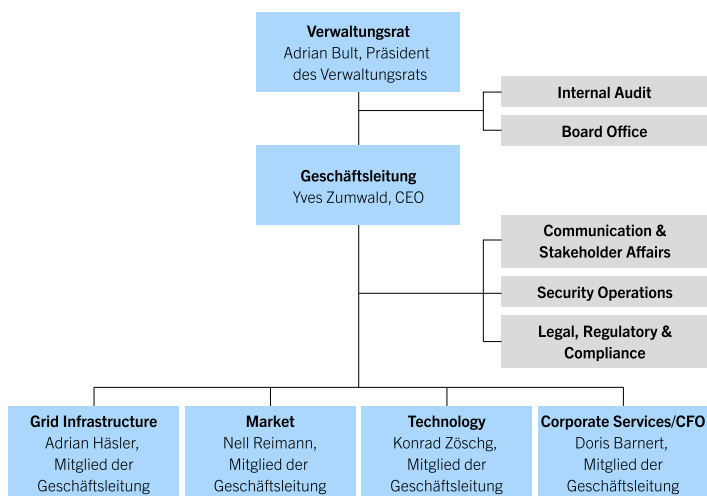 Verwaltungsrat
Adrian Bult, Präsident
des Verwaltungsrats
Internal Audit
Board Office
Geschäftsleitung
Yves Zumwald, CEO
Communication &
Stakeholder Affairs
Security Operations
Legal, Regulatory &
Compliance
Grid Infrastructure
Adrian Häsler,
Mitglied der
Geschäftsleitung
Market
Nell Reimann,
Mitglied der
Geschäftsleitung
Technology
Konrad Zöschg,
Mitglied der
Geschäftsleitung
Corporate Services/CFO
Doris Barnert,
Mitglied der
Geschäftsleitung